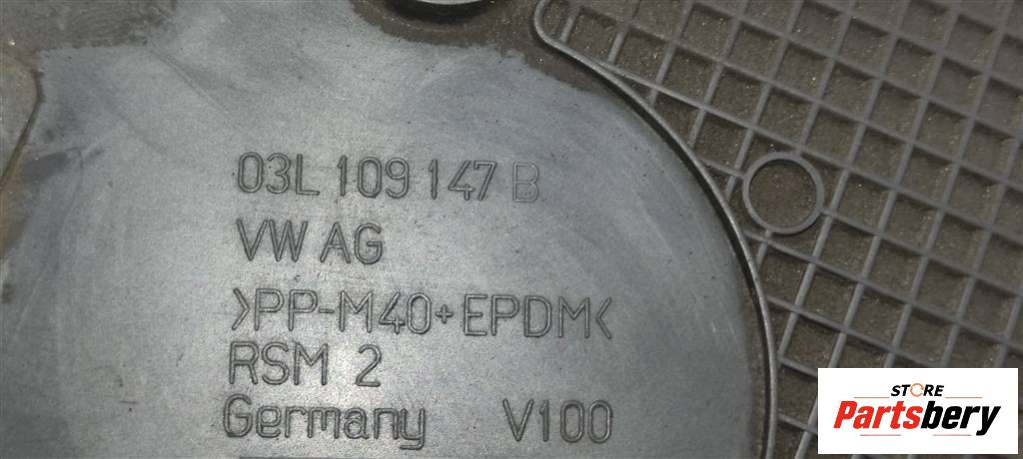 03L 109 147 B
VW AG
>PP-M40+EPDM<
RSM 2
Germany V100
STORE
Partsbery